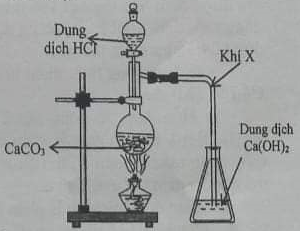 Dung
dịch HCl
Khí X
Dung dịch
Ca(OH)₂
CaCO₃